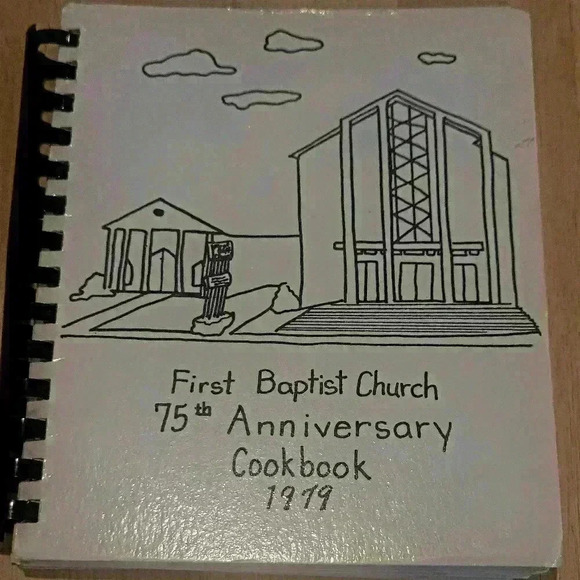 First Baptist Church
75th Anniversary
Cookbook
1979